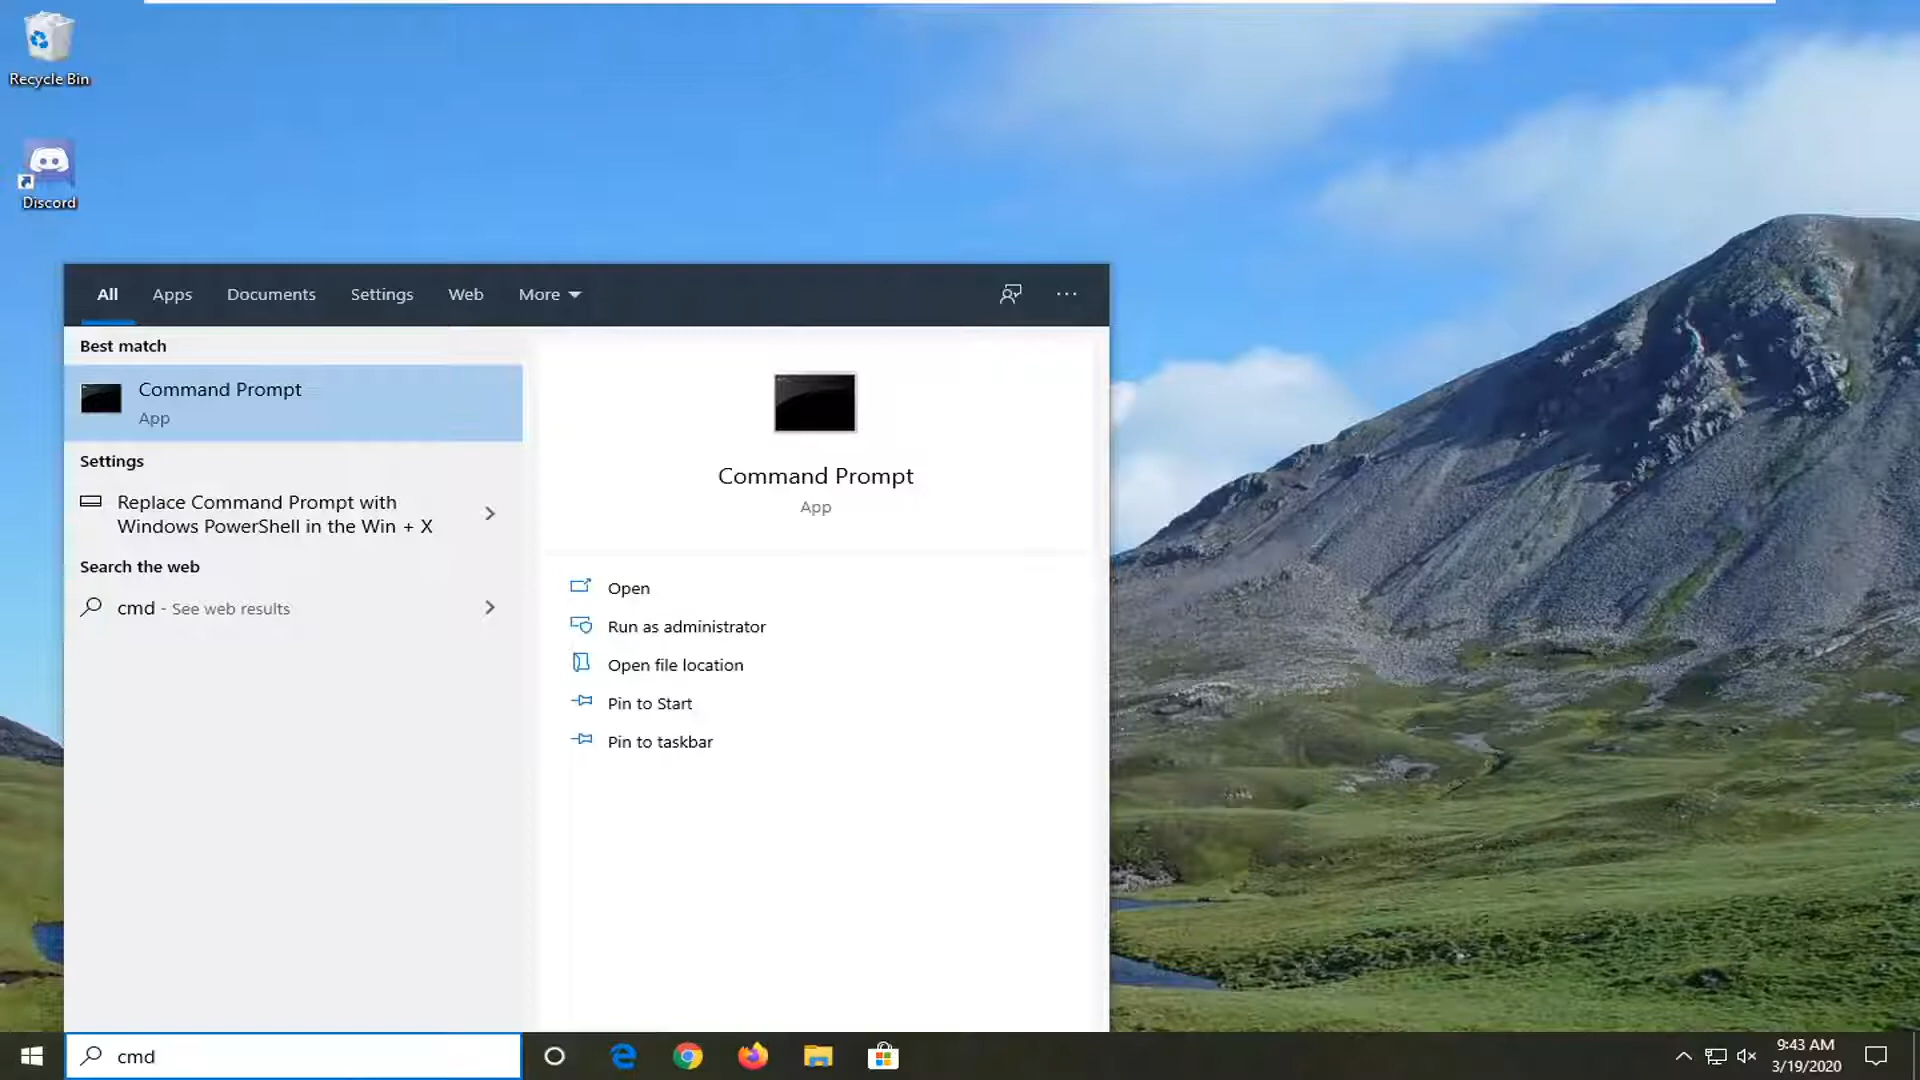 Recycle Bin
Discord
All Apps Documents Settings Web More
Best match
Command Prompt
App
Settings
Replace Command Prompt with
Windows PowerShell in the Win + X
Search the web
cmd - See web results
Command Prompt
App
Open
Run as administrator
Open file location
Pin to Start
Pin to taskbar
cmd
9:43 AM
3/19/2020